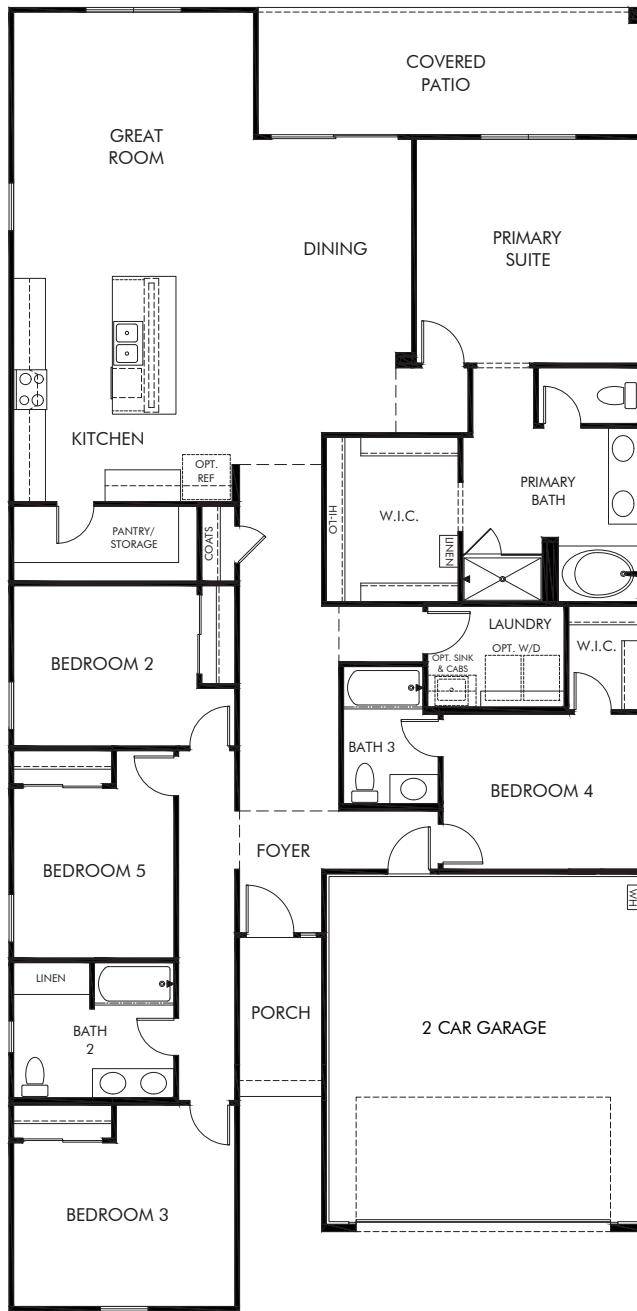 COVERED
PATIO
GREAT
ROOM
DINING
PRIMARY
SUITE
KITCHEN
OPT.
REF
PANTRY/
STORAGE
COATS
HI-LO
W.I.C.
LINEN
PRIMARY
BATH
LAUNDRY
OPT. W/D
OPT. SINK
& CABS
W.I.C.
BEDROOM 2
BATH 3
BEDROOM 4
BEDROOM 5
FOYER
WH
LINEN
BATH
2
PORCH
2 CAR GARAGE
BEDROOM 3